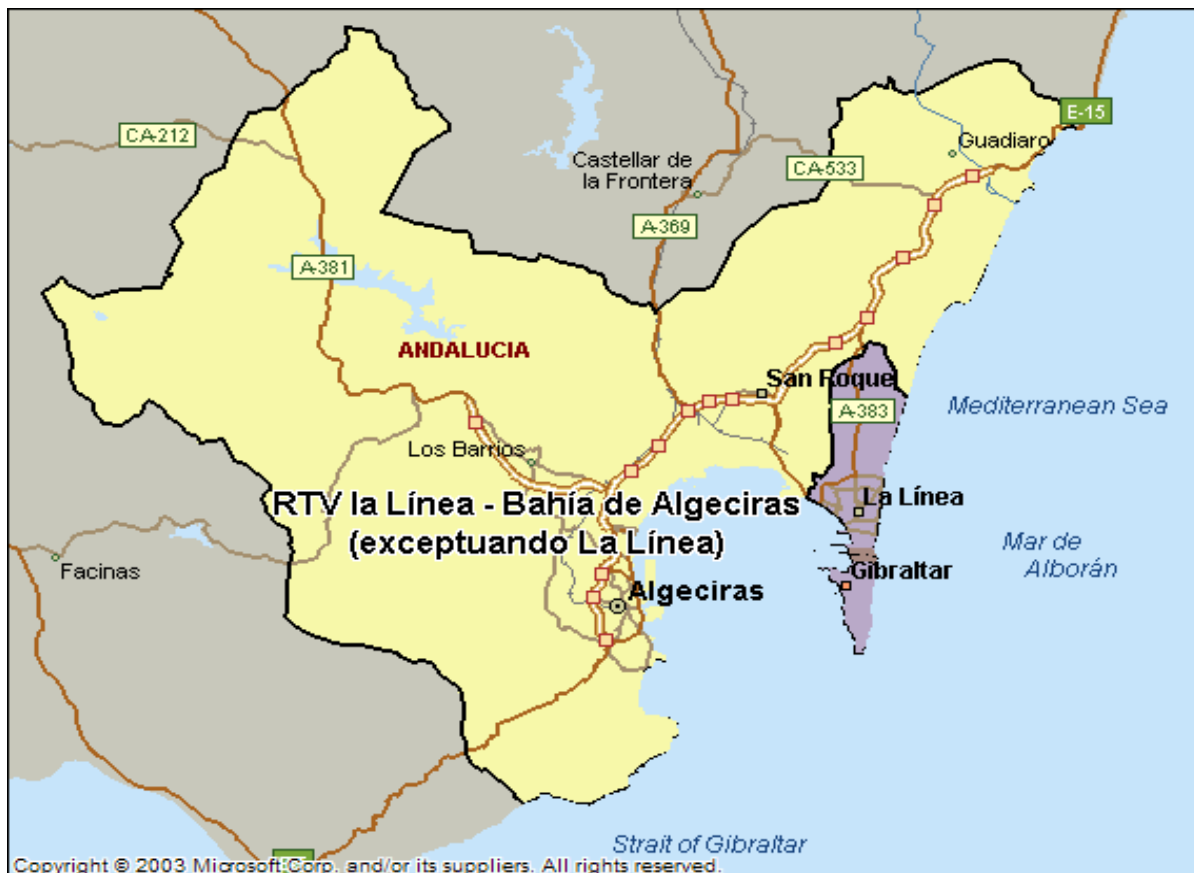 E-15
CA-212
Guadiaro
Castellar de
la Frontera
CA-533
A-369
A-381
ANDALUCIA
San Roque
A-383
Mediterranean Sea
Los Barrios
RTV la Línea - Bahía de Algeciras
(exceptuando La Línea)
La Línea
Mar de
Alborán
Facinas
Gibraltar
Algeciras
Strait of Gibraltar
Copyright © 2003 Microsoft Corp. and/or its suppliers. All rights reserved.